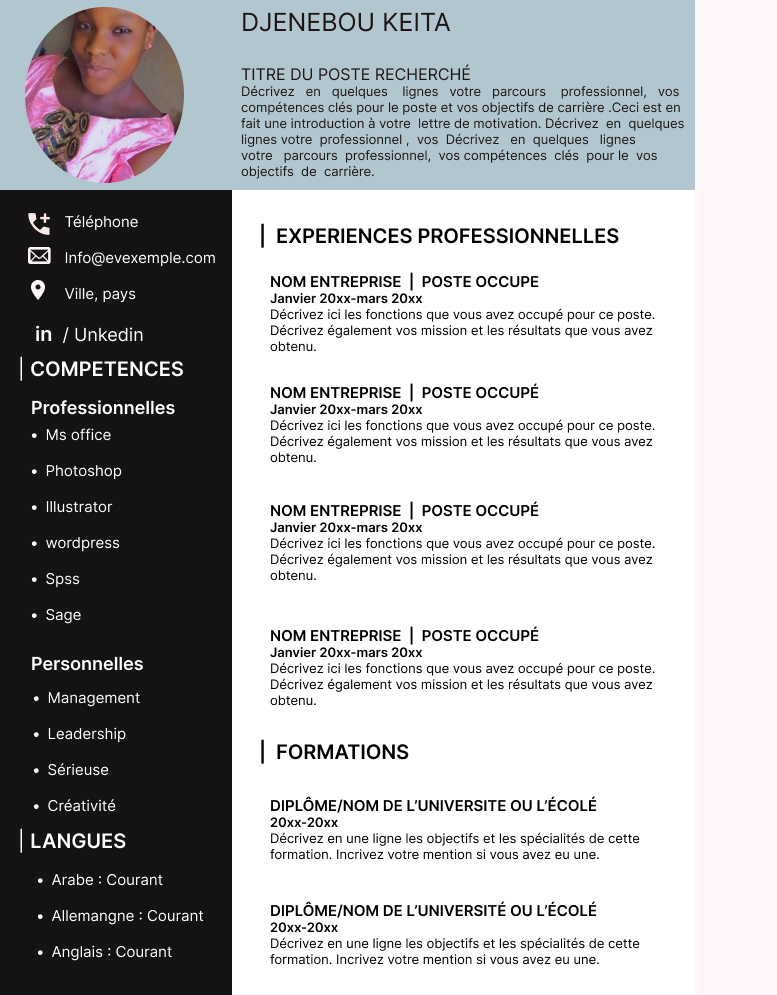 DJENEBOU KEITA
TITRE DU POSTE RECHERCHÉ
Décrivez en quelques lignes votre parcours professionnel, vos
compétences clés pour le poste et vos objectifs de carrière .Ceci est en
fait une introduction à votre lettre de motivation. Décrivez en quelques
lignes votre professionnel , vos Décrivez en quelques lignes
votre parcours professionnel, vos compétences clés pour le vos
objectifs de carrière.
Téléphone
Info@evexemple.com
Ville, pays
in / Unkedin
| COMPETENCES
Professionnelles
• Ms office
• Photoshop
• Illustrator
• wordpress
• Spss
• Sage
Personnelles
• Management
• Leadership
• Sérieuse
• Créativité
| LANGUES
• Arabe : Courant
• Allemangne : Courant
• Anglais : Courant
| EXPERIENCES PROFESSIONNELLES
NOM ENTREPRISE | POSTE OCCUPE
Janvier 20xx-mars 20xx
Décrivez ici les fonctions que vous avez occupé pour ce poste.
Décrivez également vos mission et les résultats que vous avez
obtenu.
NOM ENTREPRISE | POSTE OCCUPÉ
Janvier 20xx-mars 20xx
Décrivez ici les fonctions que vous avez occupé pour ce poste.
Décrivez également vos mission et les résultats que vous avez
obtenu.
NOM ENTREPRISE | POSTE OCCUPÉ
Janvier 20xx-mars 20xx
Décrivez ici les fonctions que vous avez occupé pour ce poste.
Décrivez également vos mission et les résultats que vous avez
obtenu.
NOM ENTREPRISE | POSTE OCCUPÉ
Janvier 20xx-mars 20xx
Décrivez ici les fonctions que vous avez occupé pour ce poste.
Décrivez également vos mission et les résultats que vous avez
obtenu.
| FORMATIONS
DIPLÔME/NOM DE L’UNIVERSITE OU L’ÉCOLÉ
20xx-20xx
Décrivez en une ligne les objectifs et les spécialités de cette
formation. Incrivez votre mention si vous avez eu une.
DIPLÔME/NOM DE L’UNIVERSITÉ OU L’ÉCOLÉ
20xx-20xx
Décrivez en une ligne les objectifs et les spécialités de cette
formation. Incrivez votre mention si vous avez eu une.